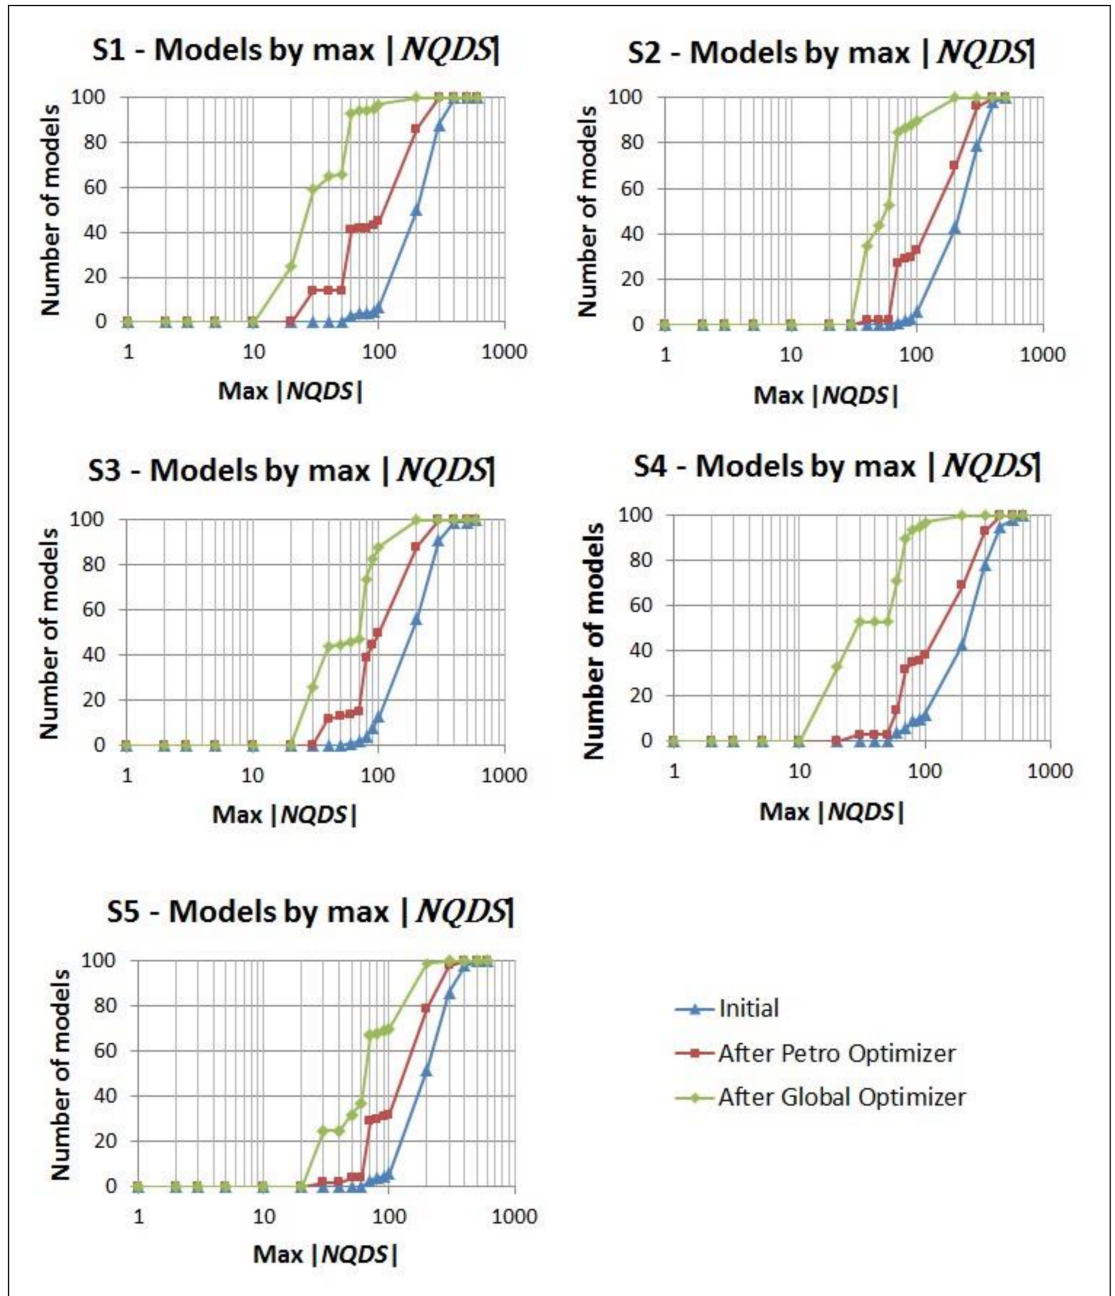 S1 - Models by max |NQDS|
Number of models
100
80
60
40
20
0
1 10 100 1000
Max |NQDS|
S2 - Models by max |NQDS|
Number of models
100
80
60
40
20
0
1 10 100 1000
Max |NQDS|
S3 - Models by max |NQDS|
Number of models
100
80
60
40
20
0
1 10 100 1000
Max |NQDS|
S4 - Models by max |NQDS|
Number of models
100
80
60
40
20
0
1 10 100 1000
Max |NQDS|
S5 - Models by max |NQDS|
Number of models
100
80
60
40
20
0
1 10 100 1000
Max |NQDS|
Initial
After Petro Optimizer
After Global Optimizer